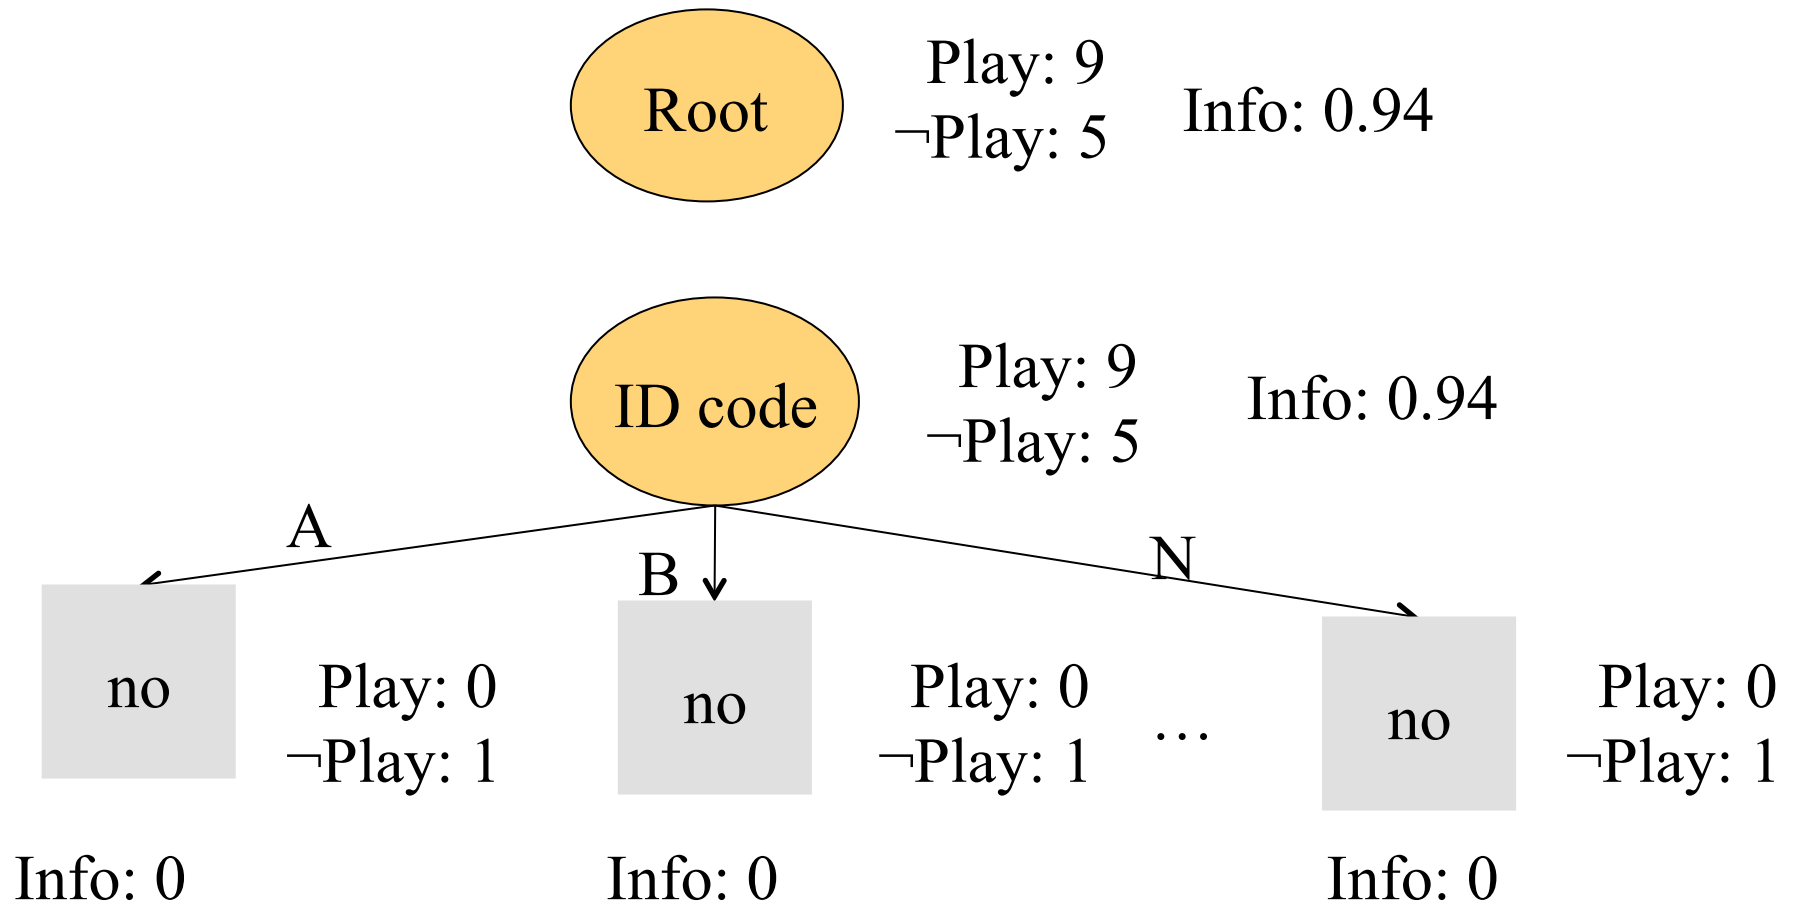 Root
Play: 9
¬Play: 5
Info: 0.94
ID code
Play: 9
¬Play: 5
Info: 0.94
A
B
N
no
Play: 0
¬Play: 1
no
Play: 0
¬Play: 1
…
no
Play: 0
¬Play: 1
Info: 0
Info: 0
Info: 0